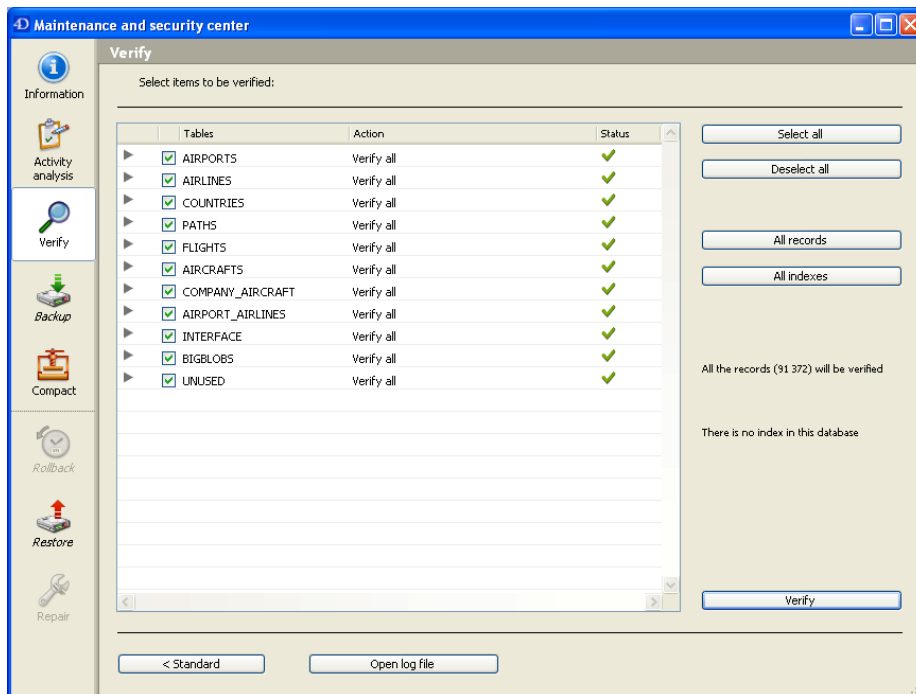 4D Maintenance and security center
Verify
Information
Select items to be verified:
Tables Action Status
Select all
AIRPORTS Verify all
Activity
analysis
Deselect all
AIRLINES Verify all
COUNTRIES Verify all
PATHS Verify all
Verify
All records
FLIGHTS Verify all
AIRCRAFTS Verify all
All indexes
COMPANY_AIRCRAFT Verify all
Backup
AIRPORT_AIRLINES Verify all
INTERFACE Verify all
BIGBLOBS Verify all
All the records (91 372) will be verified
UNUSED Verify all
Compact
There is no index in this database
Rollback
Restore
Verify
Repair
< Standard
Open log file